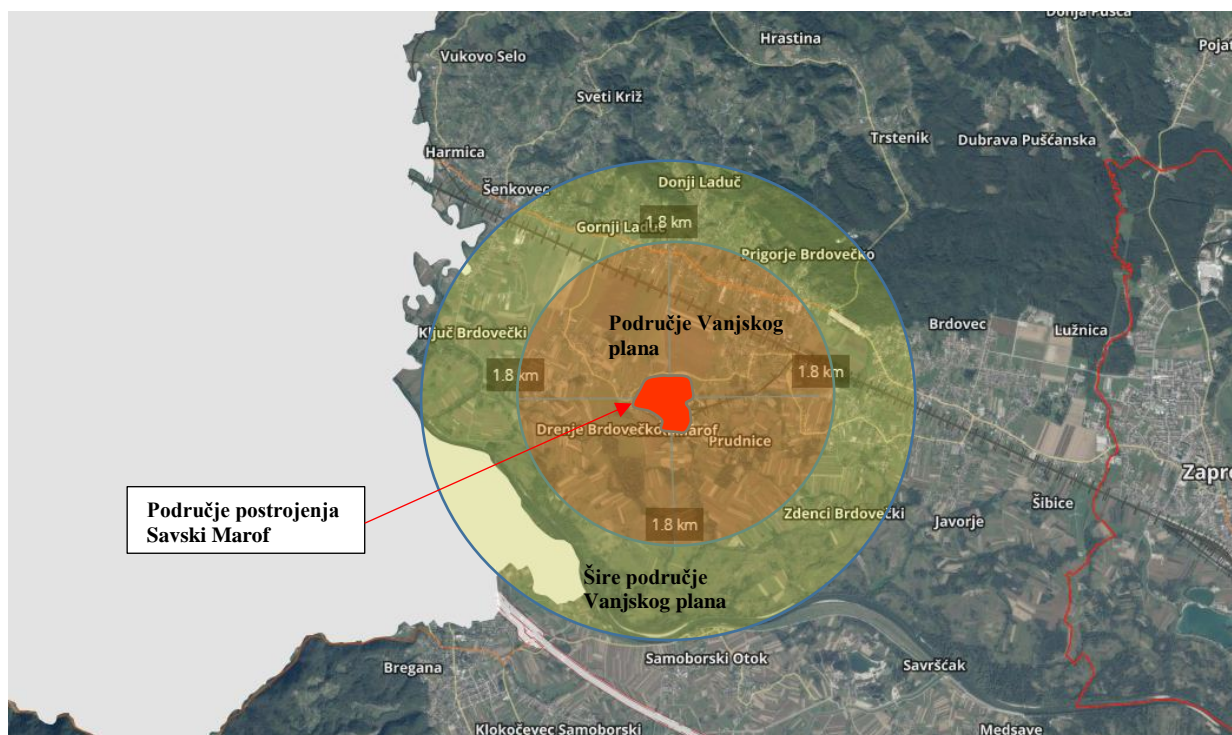 Donja Pušća
Hrastina
Pojat
Vukovo Selo
Sveti Križ
Trstenik
Dubrava Pušćanska
Harmica
Donji Laduč
Šenkovec
1.8 km
Gornji Laduč
Prigorje Brdovečko
Područje Vanjskog
plana
Brdovec
Lužnica
Ključ Brdovečki
1.8 km
1.8 km
Drenje Brdovečko
Marof
Prudnice
Zapre
Područje postrojenja
Savski Marof
1.8 km
Zdenci Brdovečki
Javorje
Šibice
Šire područje
Vanjskog plana
Bregana
Samoborski Otok
Savršćak
Klokočevec Samoborski
Medsave